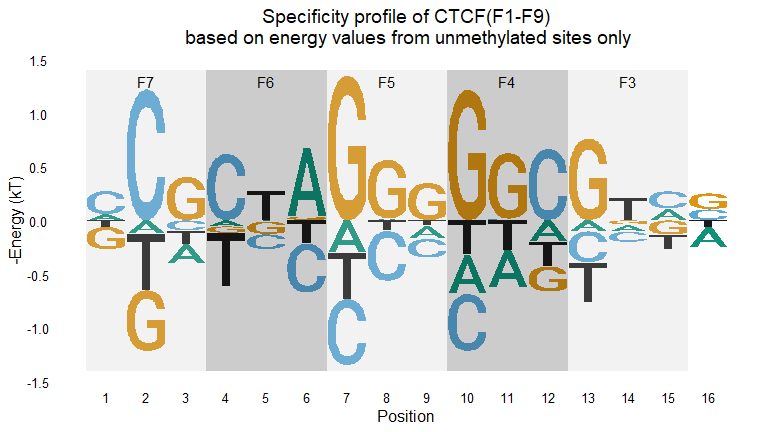 Specificity profile of CTCF(F1-F9)
based on energy values from unmethylated sites only
F7 F6 F5 F4 F3
1.5
1.0
0.5
0.0
-0.5
-1.0
-1.5
-Energy (kT)
C C G C T A G G G G G C G T C G
A G A C
T A C A G T A T A T T A A A G A
G T A T C C T C C A A T C C T
G C C G T
1 2 3 4 5 6 7 8 9 10 11 12 13 14 15 16
Position